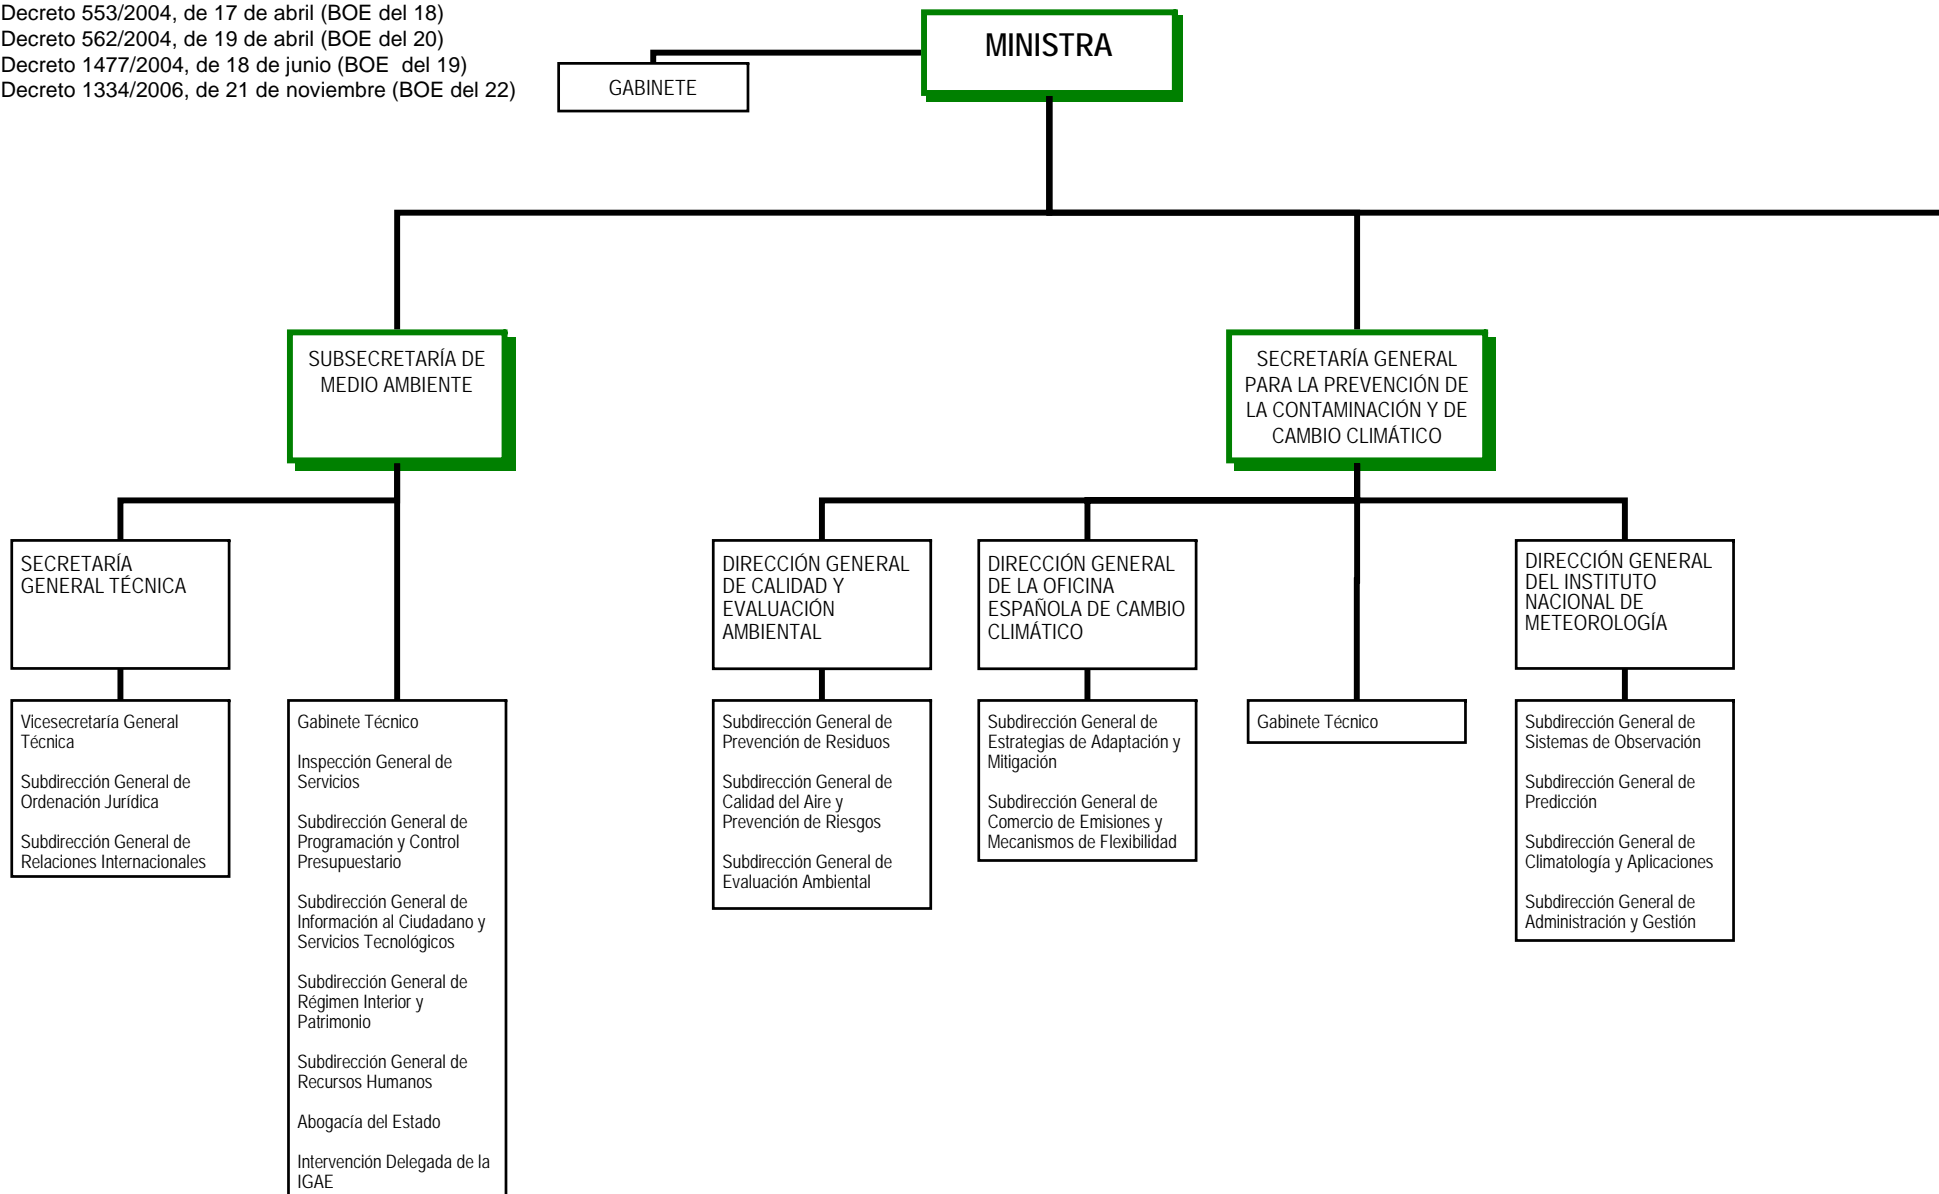 Decreto 553/2004, de 17 de abril (BOE del 18)
Decreto 562/2004, de 19 de abril (BOE del 20)
Decreto 1477/2004, de 18 de junio (BOE  del 19)
Decreto 1334/2006, de 21 de noviembre (BOE del 22)
MINISTRA
GABINETE
SUBSECRETARÍA DE
MEDIO AMBIENTE
SECRETARÍA GENERAL
PARA LA PREVENCIÓN DE
LA CONTAMINACIÓN Y DE
CAMBIO CLIMÁTICO
SECRETARÍA
GENERAL TÉCNICA
DIRECCIÓN GENERAL
DE CALIDAD Y
EVALUACIÓN
AMBIENTAL
DIRECCIÓN GENERAL
DE LA OFICINA
ESPAÑOLA DE CAMBIO
CLIMÁTICO
DIRECCIÓN GENERAL
DEL INSTITUTO
NACIONAL DE
METEOROLOGÍA
Vicesecretaría General
Técnica
Subdirección General de
Ordenación Jurídica
Subdirección General de
Relaciones Internacionales
Gabinete Técnico
Inspección General de
Servicios
Subdirección General de
Programación y Control
Presupuestario
Subdirección General de
Información al Ciudadano y
Servicios Tecnológicos
Subdirección General de
Régimen Interior y
Patrimonio
Subdirección General de
Recursos Humanos
Abogacía del Estado
Intervención Delegada de la
IGAE
Subdirección General de
Prevención de Residuos
Subdirección General de
Calidad del Aire y
Prevención de Riesgos
Subdirección General de
Evaluación Ambiental
Subdirección General de
Estrategias de Adaptación y
Mitigación
Subdirección General de
Comercio de Emisiones y
Mecanismos de Flexibilidad
Gabinete Técnico
Subdirección General de
Sistemas de Observación
Subdirección General de
Predicción
Subdirección General de
Climatología y Aplicaciones
Subdirección General de
Administración y Gestión